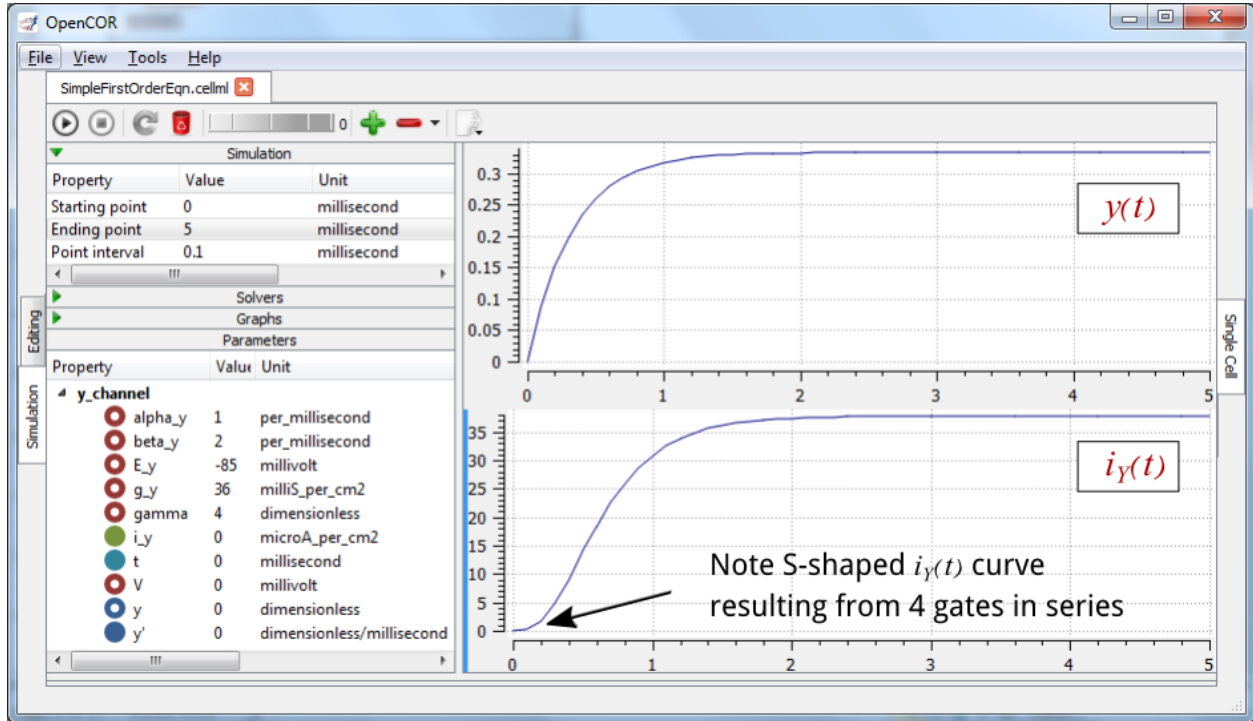 OpenCOR
File View Tools Help
SimpleFirstOrderEqn.cellml
0
Simulation
Property Value Unit
Starting point 0 millisecond
Ending point 5 millisecond
Point interval 0.1 millisecond
Solvers
Graphs
Parameters
Property Value Unit
y_channel
alpha_y 1 per_millisecond
beta_y 2 per_millisecond
E_y -85 millivolt
g_y 36 milliS_per_cm2
gamma 4 dimensionless
i_y 0 microA_per_cm2
t 0 millisecond
V 0 millivolt
y 0 dimensionless
y' 0 dimensionless/millisecond
Editing
Simulation
0.3
0.25
0.2
0.15
0.1
0.05
0
0 1 2 3 4 5
y(t)
35
30
25
20
15
10
5
0
0 1 2 3 4 5
iY(t)
Note S-shaped iY(t) curve
resulting from 4 gates in series
Single Cell